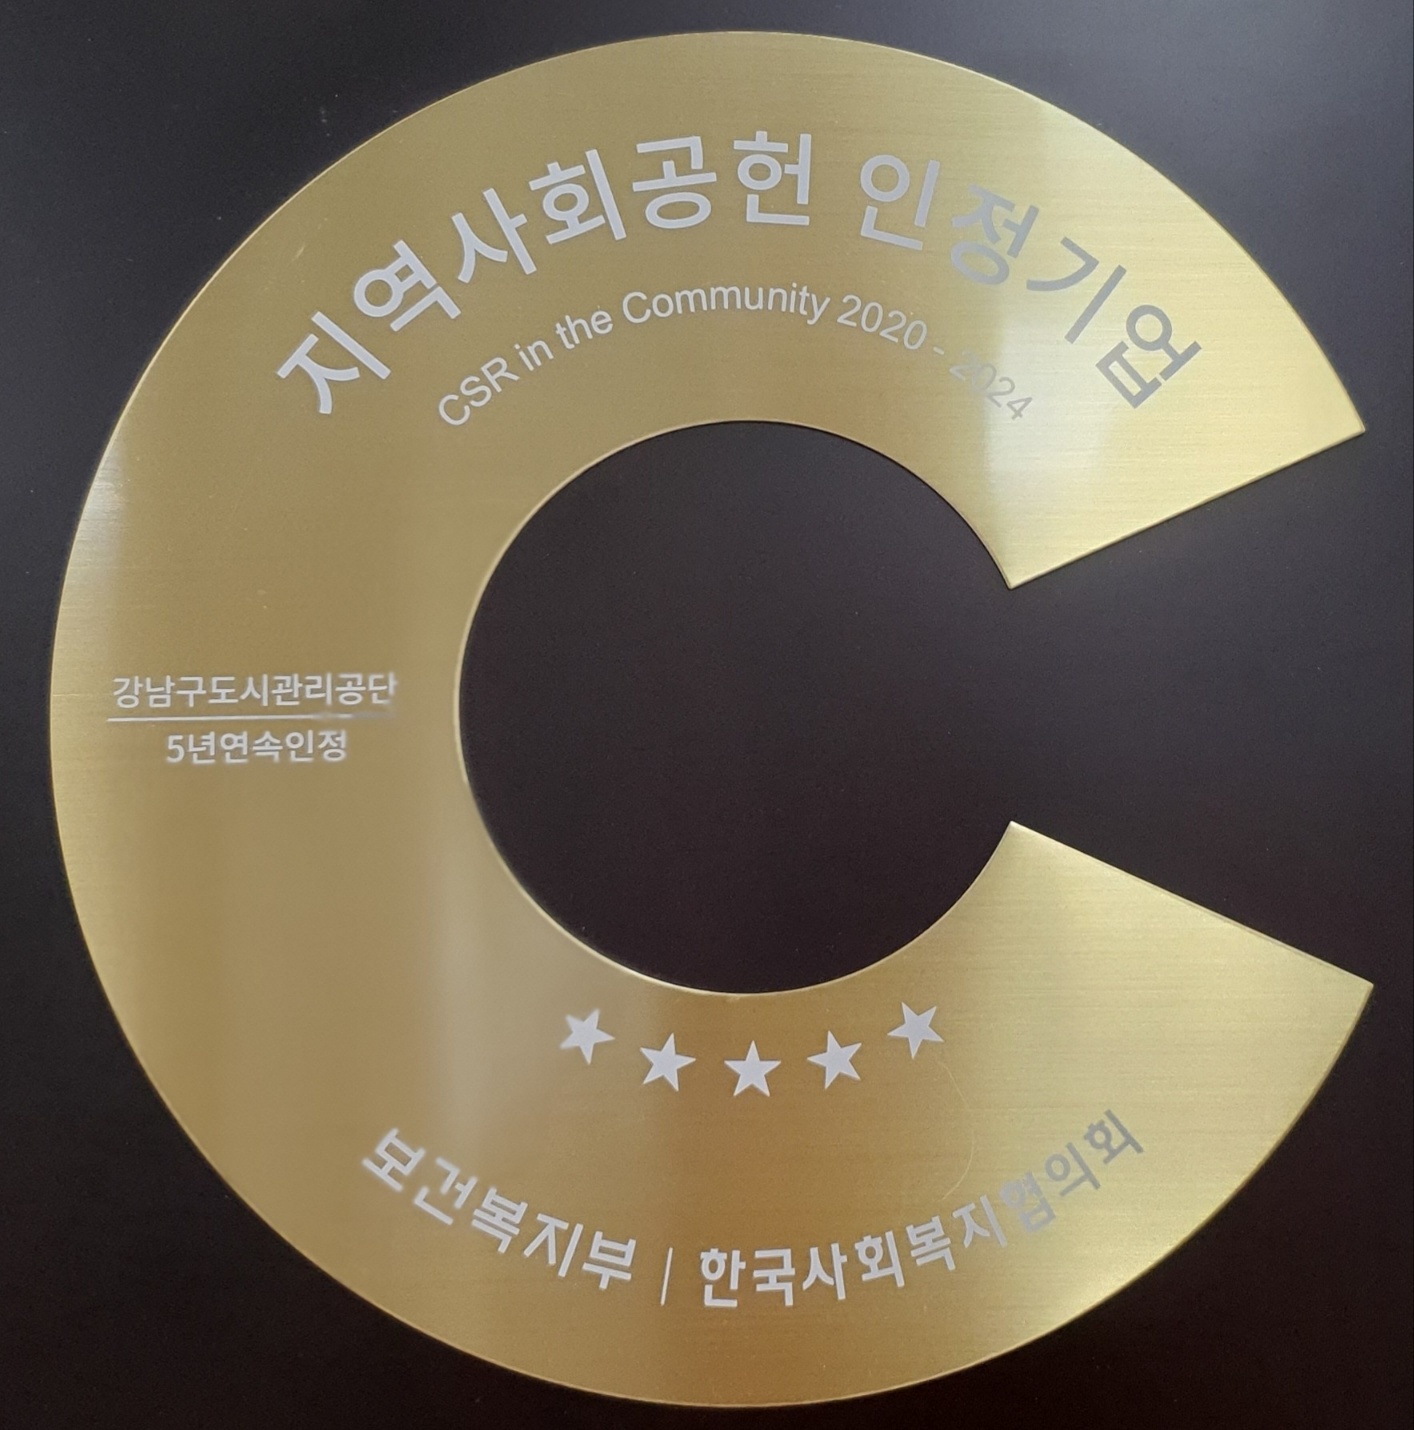 지역사회공헌 인정기업
CSR in the Community 2020 - 2024
강남구도시관리공단
5년연속인정
보건복지부 | 한국사회복지협의회